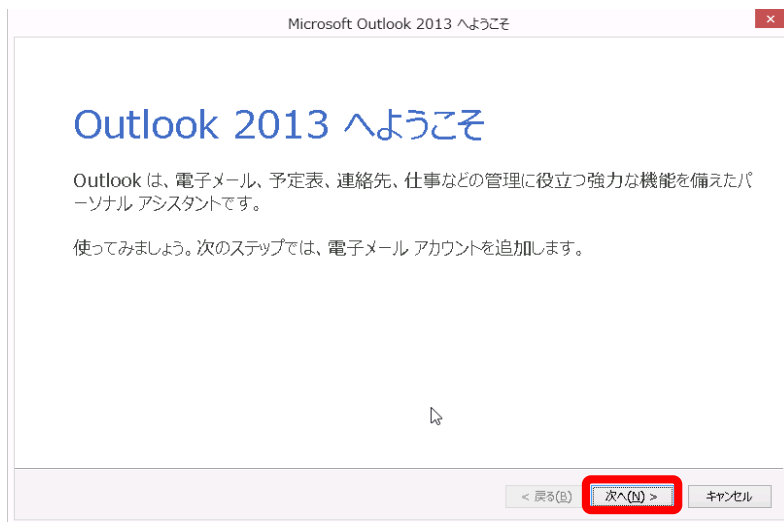 Microsoft Outlook 2013 へようこそ
Outlook 2013 へようこそ
Outlook は、電子メール、予定表、連絡先、仕事などの管理に役立つ強力な機能を備えたパ
ーソナル アシスタントです。
使ってみましょう。次のステップでは、電子メール アカウントを追加します。
< 戻る(B) 次へ(N) > キャンセル